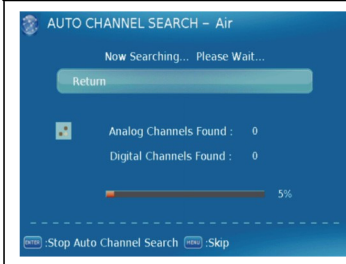 AUTO CHANNEL SEARCH – Air
Now Searching... Please Wait...
Return
Analog Channels Found : 0
Digital Channels Found : 0
5%
ENTER :Stop Auto Channel Search MENU :Skip